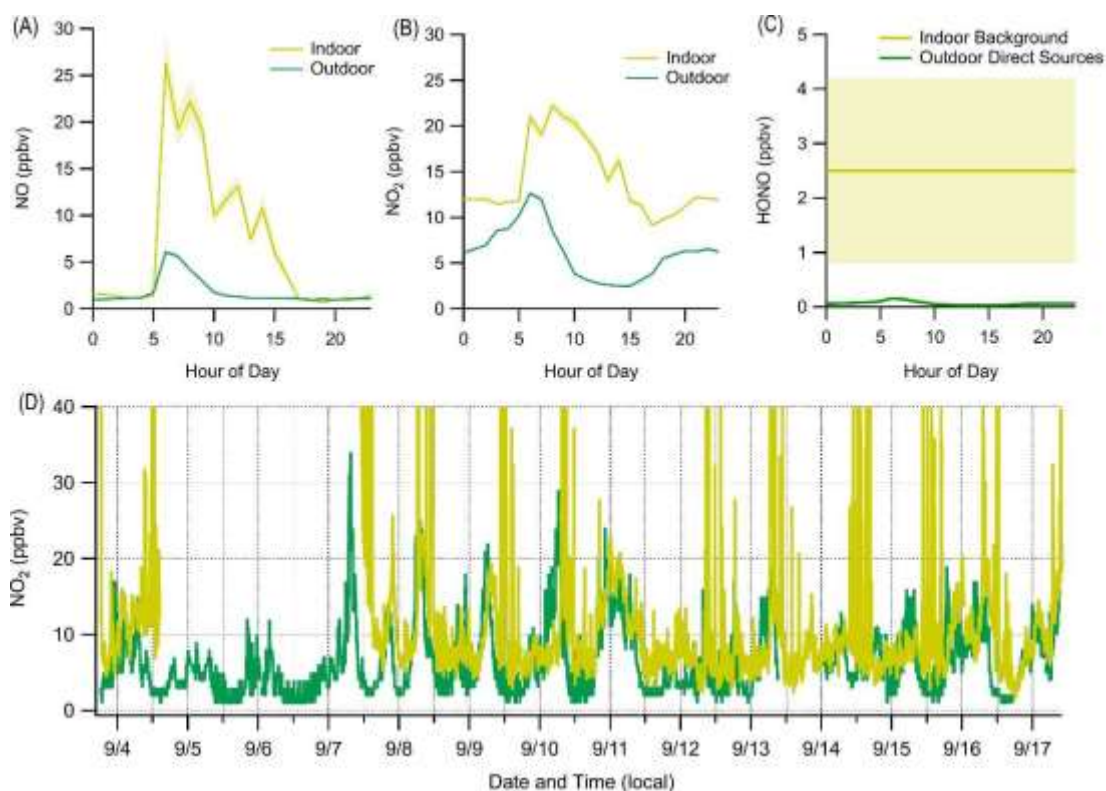 (A)
30
25
20
15
10
5
0
NO (ppbv)
Indoor
Outdoor
0 5 10 15 20
Hour of Day
(B)
30
25
20
15
10
5
0
NO₂ (ppbv)
Indoor
Outdoor
0 5 10 15 20
Hour of Day
(C)
5
4
3
2
1
0
HONO (ppbv)
Indoor Background
Outdoor Direct Sources
0 5 10 15 20
Hour of Day
(D)
40
30
20
10
0
NO₂ (ppbv)
9/4 9/5 9/6 9/7 9/8 9/9 9/10 9/11 9/12 9/13 9/14 9/15 9/16 9/17
Date and Time (local)